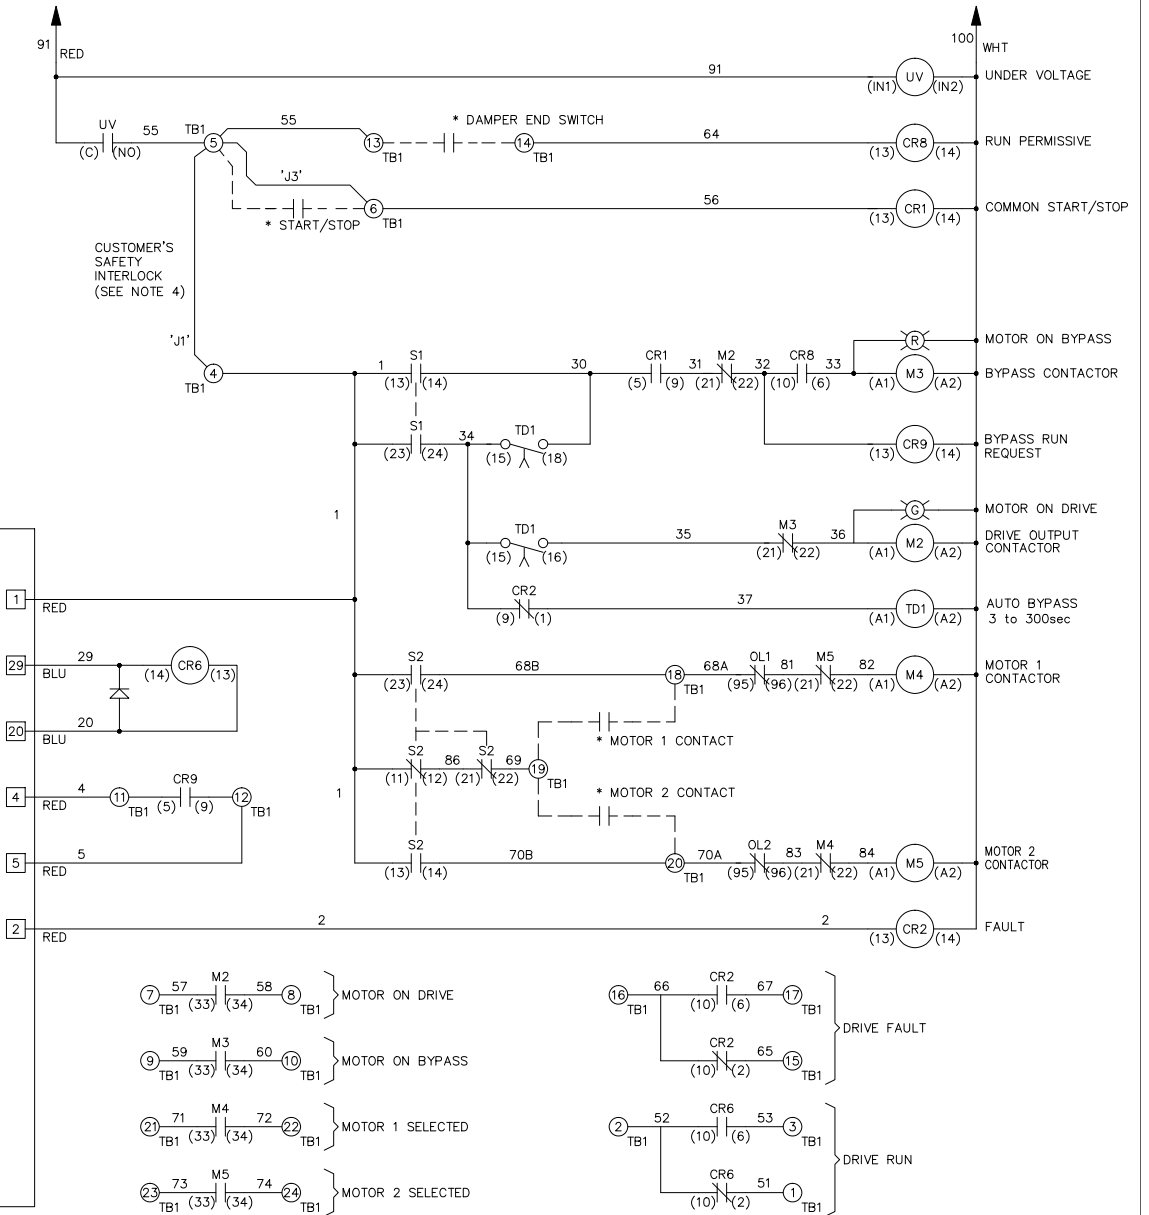 91 RED
100 WHT
91
(IN1) UV (IN2) UNDER VOLTAGE
UV 55 TB1 5 55
(C) (NO)
* DAMPER END SWITCH
13 TB1 14 TB1 64
(13) CR8 (14) RUN PERMISSIVE
'J3'
* START/STOP
6 TB1 56
(13) CR1 (14) COMMON START/STOP
CUSTOMER'S
SAFETY
INTERLOCK
(SEE NOTE 4)
'J1'
4 TB1
R MOTOR ON BYPASS
1 S1 30 CR1 31 M2 32 CR8 33
(13) (14) (5) (9) (21) (22) (10) (6) (A1) M3 (A2) BYPASS CONTACTOR
S1 34 TD1
(23) (24) (15) (18)
(13) CR9 (14) BYPASS RUN
REQUEST
1
G MOTOR ON DRIVE
TD1 35 M3 36
(15) (16) (21) (22) (A1) M2 (A2) DRIVE OUTPUT
CONTACTOR
CR2 37
(9) (1) (A1) TD1 (A2) AUTO BYPASS
3 to 300sec
1 RED
29 BLU 29
(14) CR6 (13)
20 BLU 20
S2 68B 18 TB1 68A OL1 81 M5 82
(23) (24) (95) (96) (21) (22) (A1) M4 (A2) MOTOR 1
CONTACTOR
* MOTOR 1 CONTACT
S2 86 S2 69 19 TB1
(11) (12) (21) (22)
1
* MOTOR 2 CONTACT
4 RED 4 11 TB1 CR9 12 TB1
(5) (9)
5 RED 5
S2 70B 20 TB1 70A OL2 83 M4 84
(13) (14) (95) (96) (21) (22) (A1) M5 (A2) MOTOR 2
CONTACTOR
2 RED 2 2
(13) CR2 (14) FAULT
7 TB1 57 M2 58 8 TB1 MOTOR ON DRIVE
(33) (34)
9 TB1 59 M3 60 10 TB1 MOTOR ON BYPASS
(33) (34)
21 TB1 71 M4 72 22 TB1 MOTOR 1 SELECTED
(33) (34)
23 TB1 73 M5 74 24 TB1 MOTOR 2 SELECTED
(33) (34)
16 TB1 66 CR2 67 17 TB1
(10) (6)
DRIVE FAULT
CR2 65 15 TB1
(10) (2)
2 TB1 52 CR6 53 3 TB1
(10) (6)
DRIVE RUN
CR6 51 1 TB1
(10) (2)